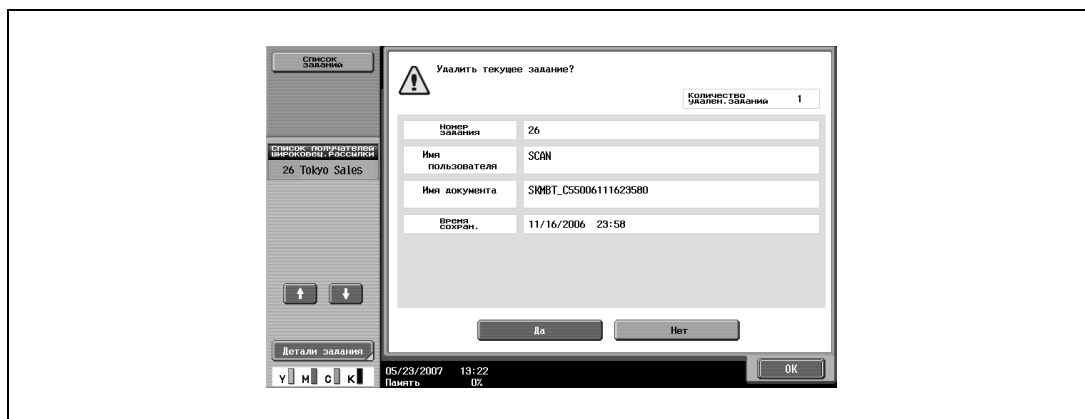 Список
заданий
Удалить текущее задание?
Количество
удален.заданий 1
Номер
задания 26
Список получателей
широковещ.рассылки
26 Tokyo Sales
Имя
пользователя SCAN
Имя документа SKMBT_C55006111623580
Время
сохран. 11/16/2006 23:58
Да Нет
Детали задания
Y M C K
05/23/2007 13:22
Память 0%
OK